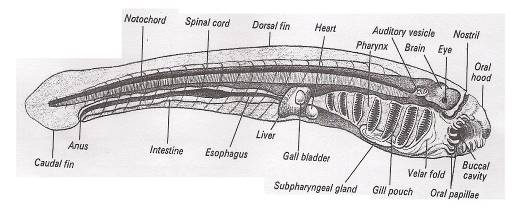 Notochord
Spinal cord
Dorsal fin
Heart
Auditory vesicle
Nostril
Pharynx
Brain
Eye
Oral
hood
Anus
Caudal fin
Intestine
Esophagus
Liver
Gall bladder
Subpharyngeal gland
Gill pouch
Velar fold
Oral papillae
Buccal
cavity